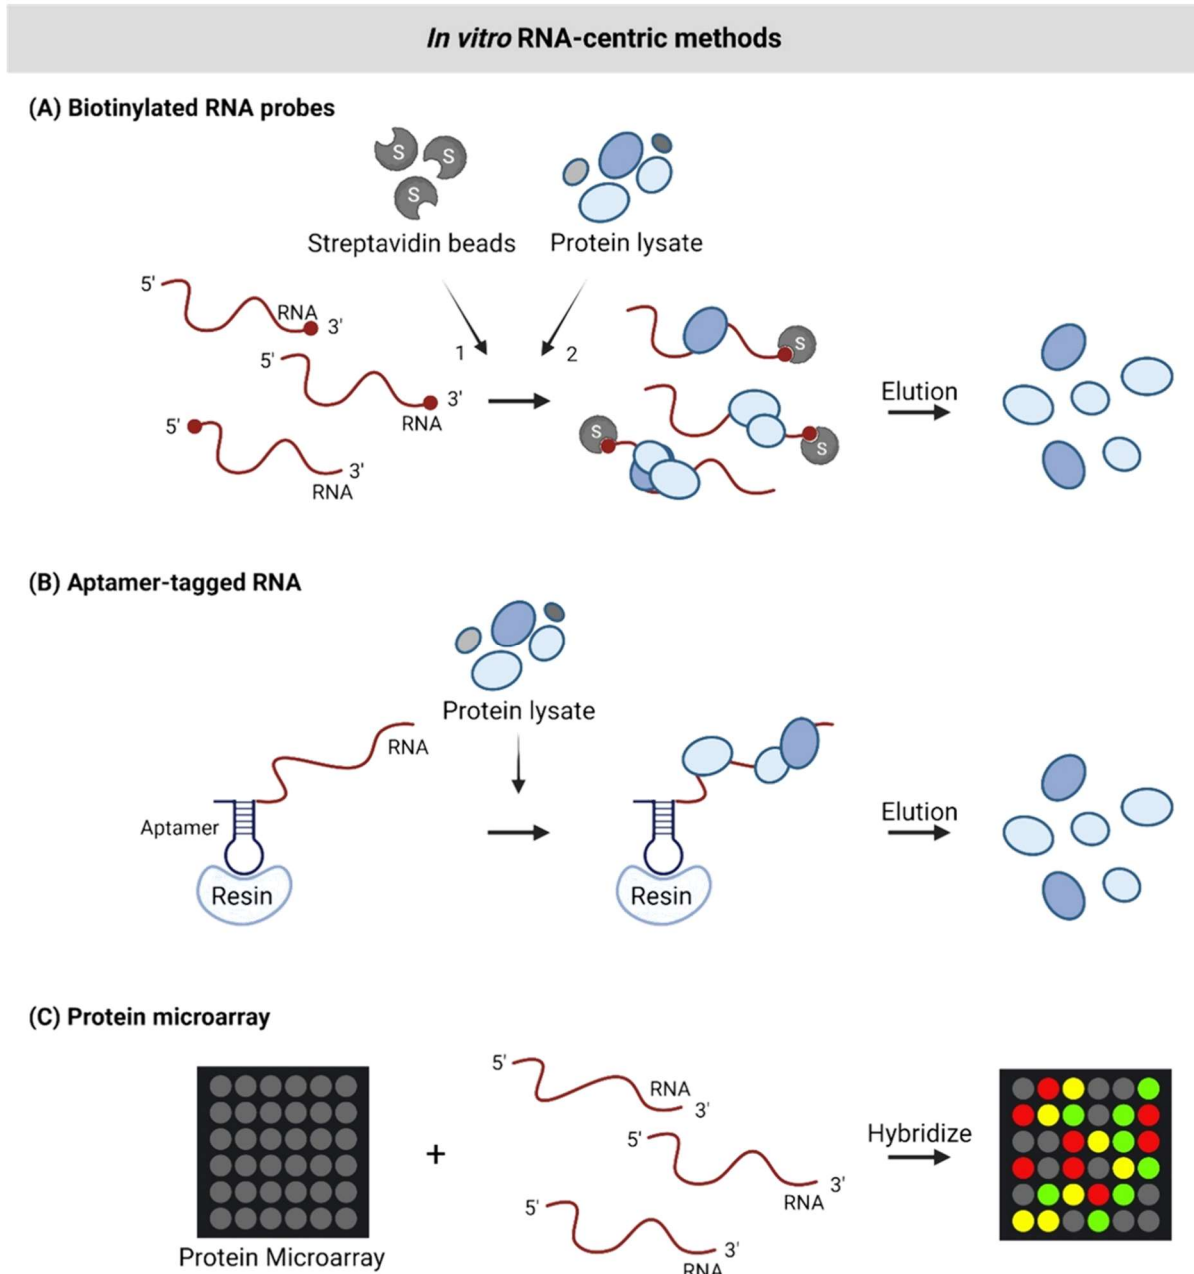 In vitro RNA-centric methods
(A) Biotinylated RNA probes
S
S
S
Streptavidin beads
Protein lysate
5'
RNA
3'
1
2
5'
3'
RNA
5'
3'
RNA
S
S
S
Elution
(B) Aptamer-tagged RNA
Protein lysate
RNA
Aptamer
Resin
Resin
Elution
(C) Protein microarray
Protein Microarray
+
5'
RNA
3'
5'
3'
RNA
5'
3'
RNA
Hybridize